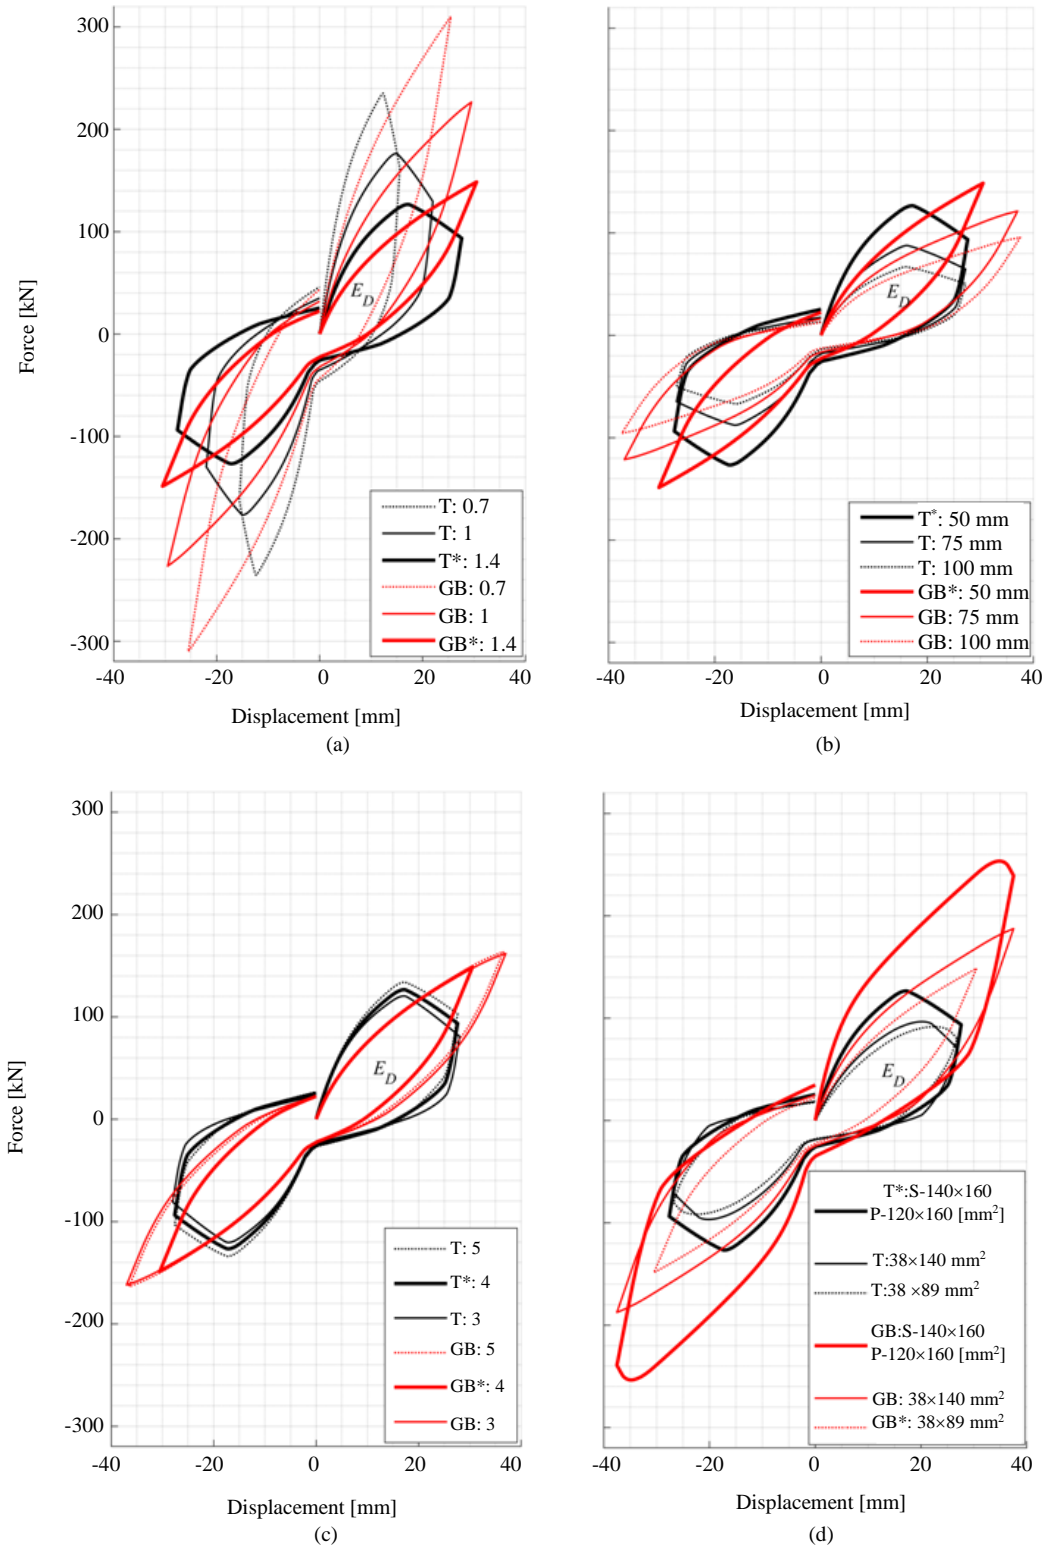 300
200
100
0
-100
-200
-300
Force [kN]
E_D
T: 0.7
T: 1
T*: 1.4
GB: 0.7
GB: 1
GB*: 1.4
-40
-20
0
20
40
Displacement [mm]
(a)
E_D
T*: 50 mm
T: 75 mm
T: 100 mm
GB*: 50 mm
GB: 75 mm
GB: 100 mm
-40
-20
0
20
40
Displacement [mm]
(b)
300
200
100
0
-100
-200
-300
Force [kN]
E_D
T: 5
T*: 4
T: 3
GB: 5
GB*: 4
GB: 3
-40
-20
0
20
40
Displacement [mm]
(c)
E_D
T*:S-140×160
P-120×160 [mm²]
T:38×140 mm²
T:38 ×89 mm²
GB:S-140×160
P-120×160 [mm²]
GB: 38×140 mm²
GB*: 38×89 mm²
-40
-20
0
20
40
Displacement [mm]
(d)